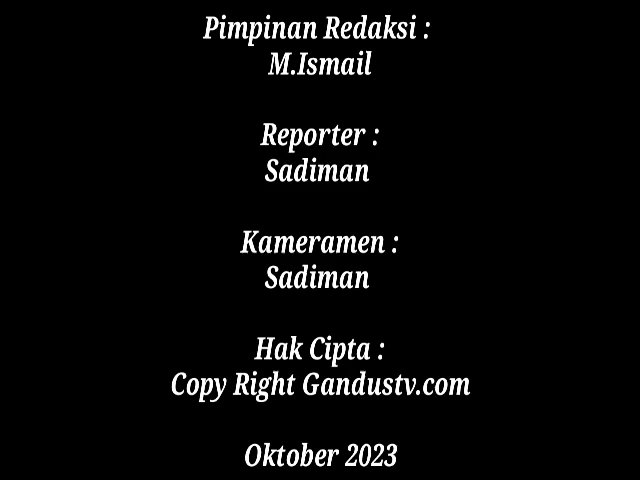 Pimpinan Redaksi :
M.Ismail
Reporter :
Sadiman
Kameramen :
Sadiman
Hak Cipta :
Copy Right Gandustv.com
Oktober 2023